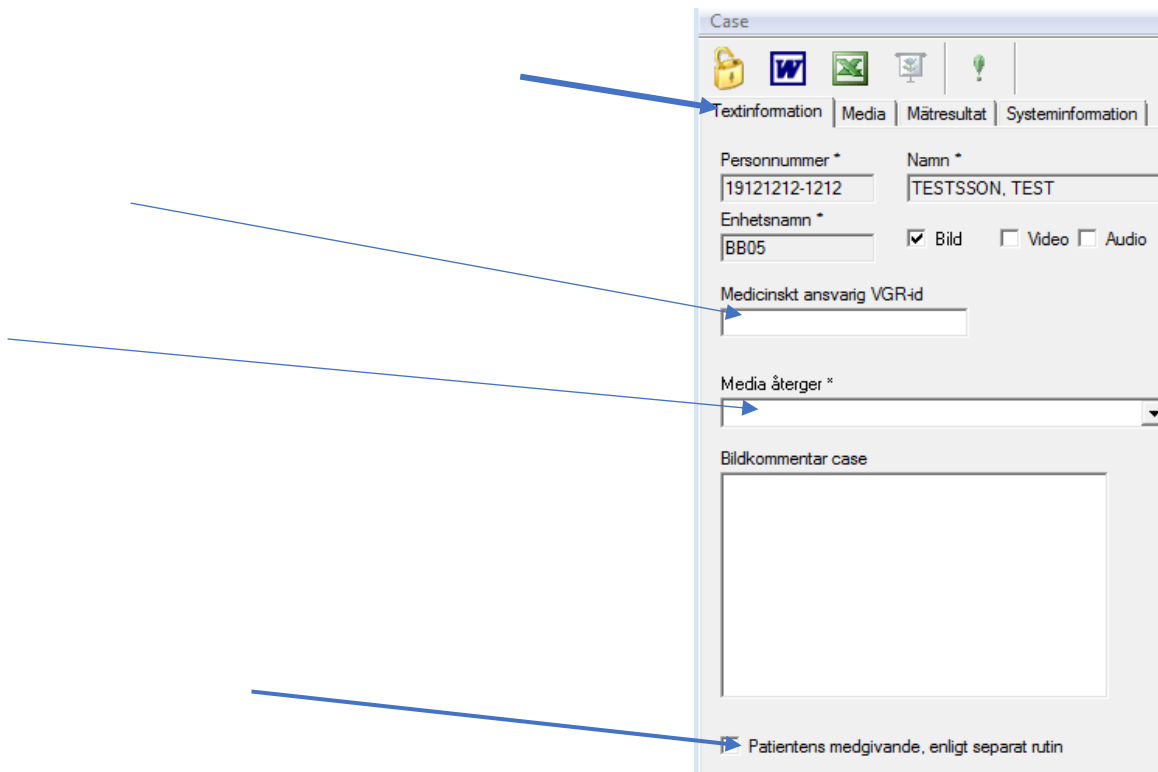 Case
W
Textinformation Media Mätresultat Systeminformation
Personnummer * Namn *
19121212-1212 TESTSSON, TEST
Enhetsnamn *
BB05 Bild Video Audio
Medicinskt ansvarig VGR-id
Media återger *
Bildkommentar case
Patientens medgivande, enligt separat rutin